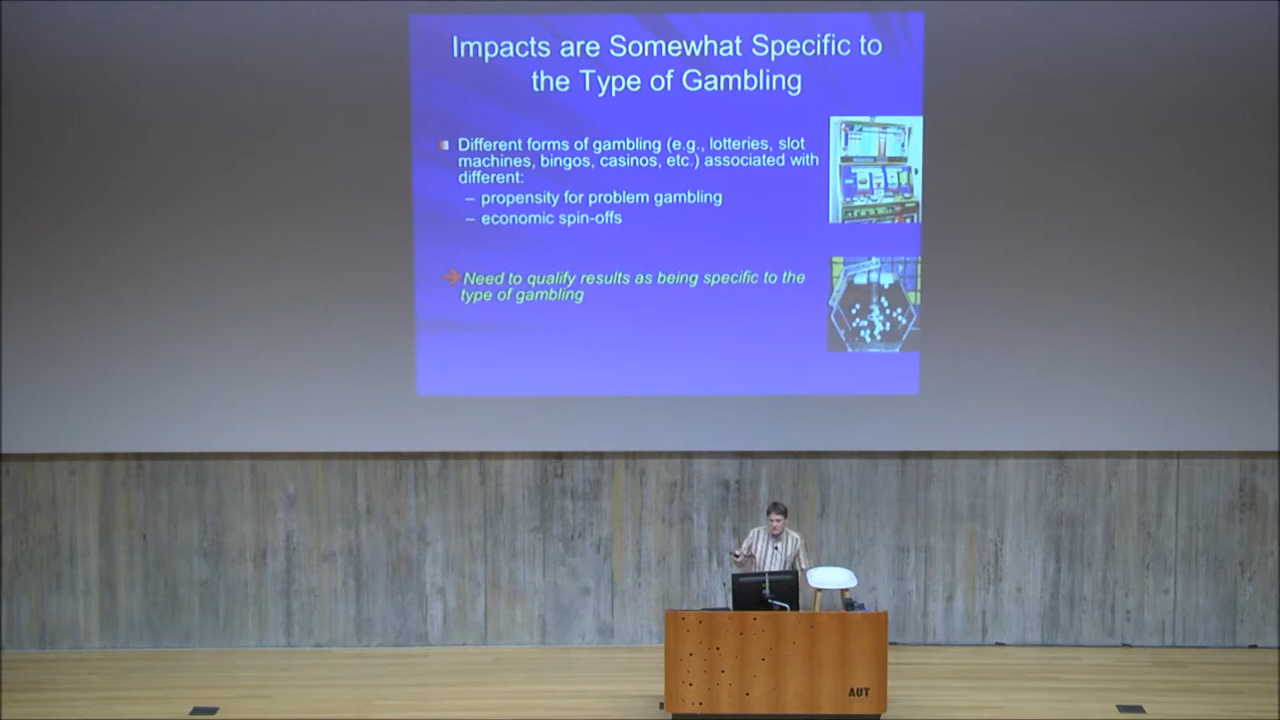 Impacts are Somewhat Specific to
the Type of Gambling
Different forms of gambling (e.g., lotteries, slot
machines, bingos, casinos, etc.) associated with
different:
– propensity for problem gambling
– economic spin-offs
Need to qualify results as being specific to the
type of gambling
AUT